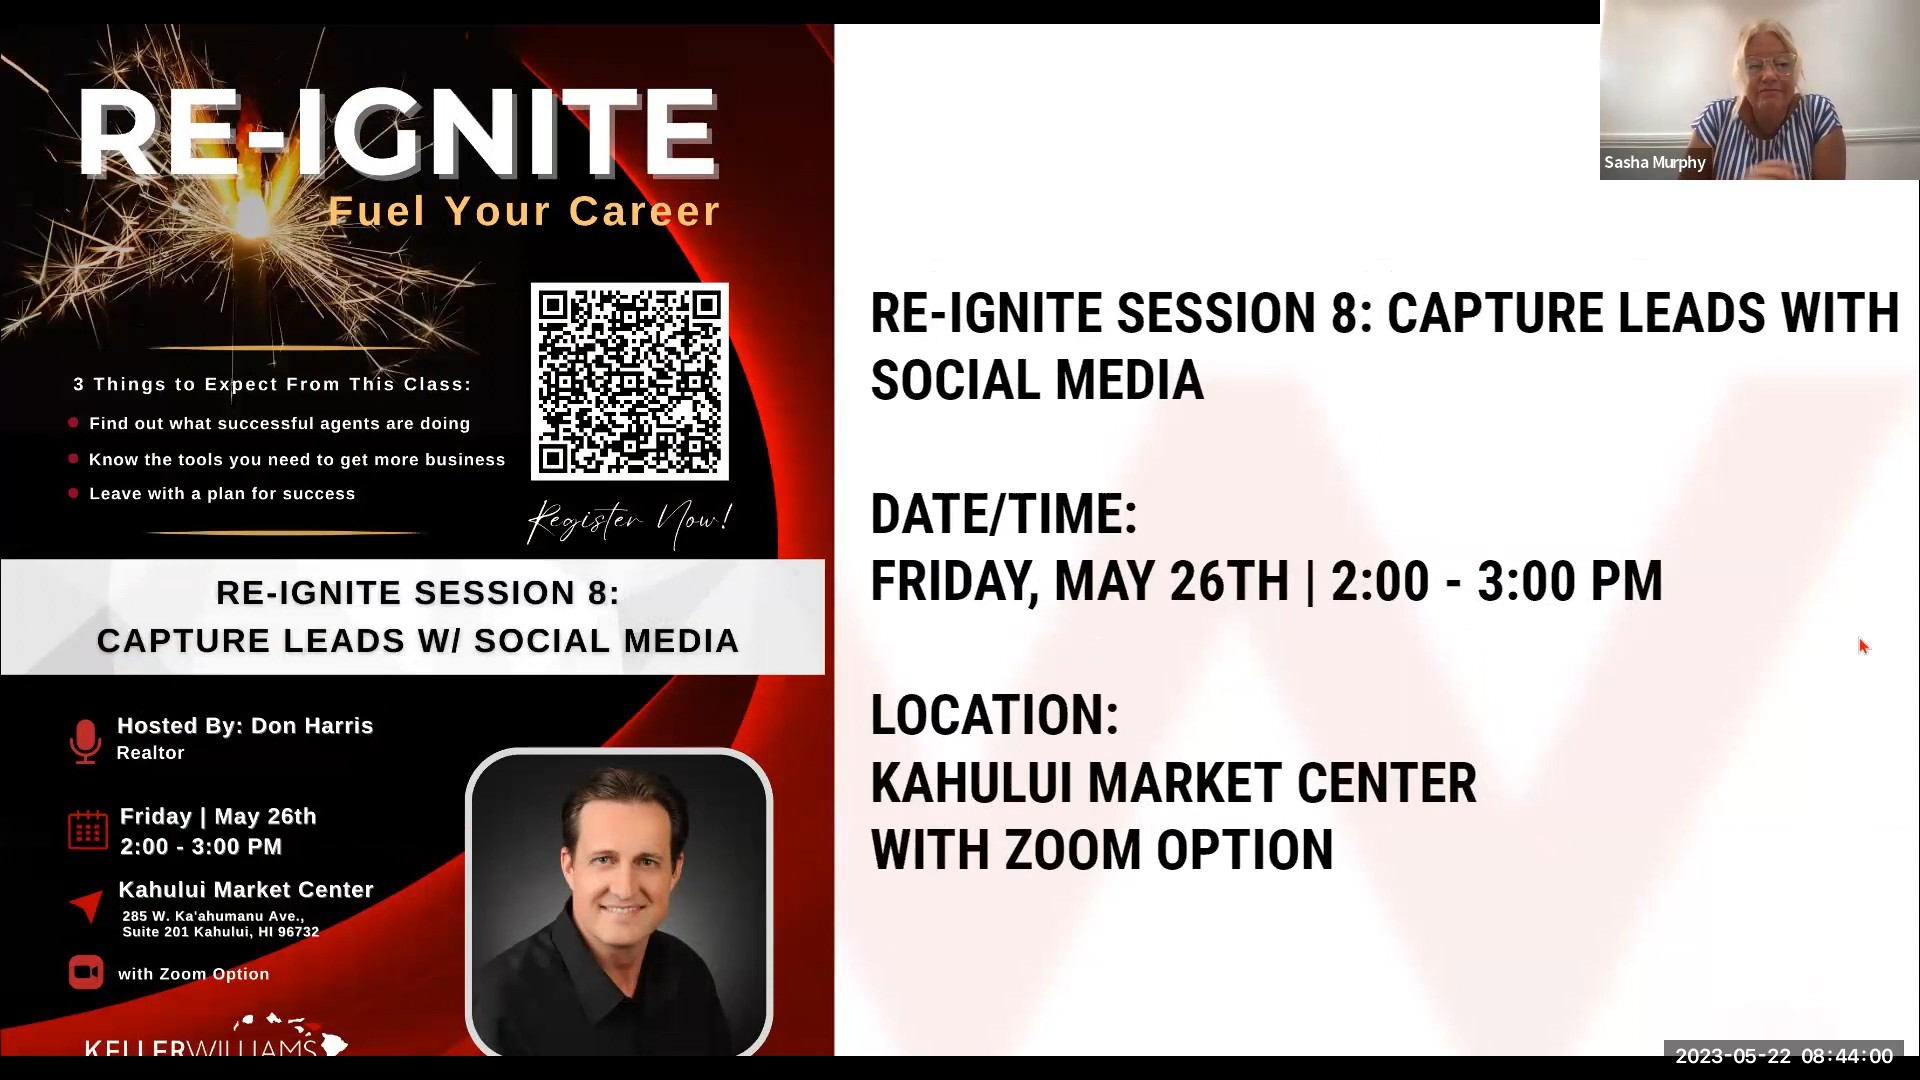 RE-IGNITE
Fuel Your Career
3 Things to Expect From This Class:
Find out what successful agents are doing
Know the tools you need to get more business
Leave with a plan for success
Register Now!
RE-IGNITE SESSION 8:
CAPTURE LEADS W/ SOCIAL MEDIA
Hosted By: Don Harris
Realtor
Friday | May 26th
2:00 - 3:00 PM
Kahului Market Center
285 W. Ka'ahumanu Ave.,
Suite 201 Kahului, HI 96732
with Zoom Option
KELLERWILLIAMS
RE-IGNITE SESSION 8: CAPTURE LEADS WITH
SOCIAL MEDIA
DATE/TIME:
FRIDAY, MAY 26TH | 2:00 - 3:00 PM
LOCATION:
KAHULUI MARKET CENTER
WITH ZOOM OPTION
Sasha Murphy
2023-05-22 08:44:00